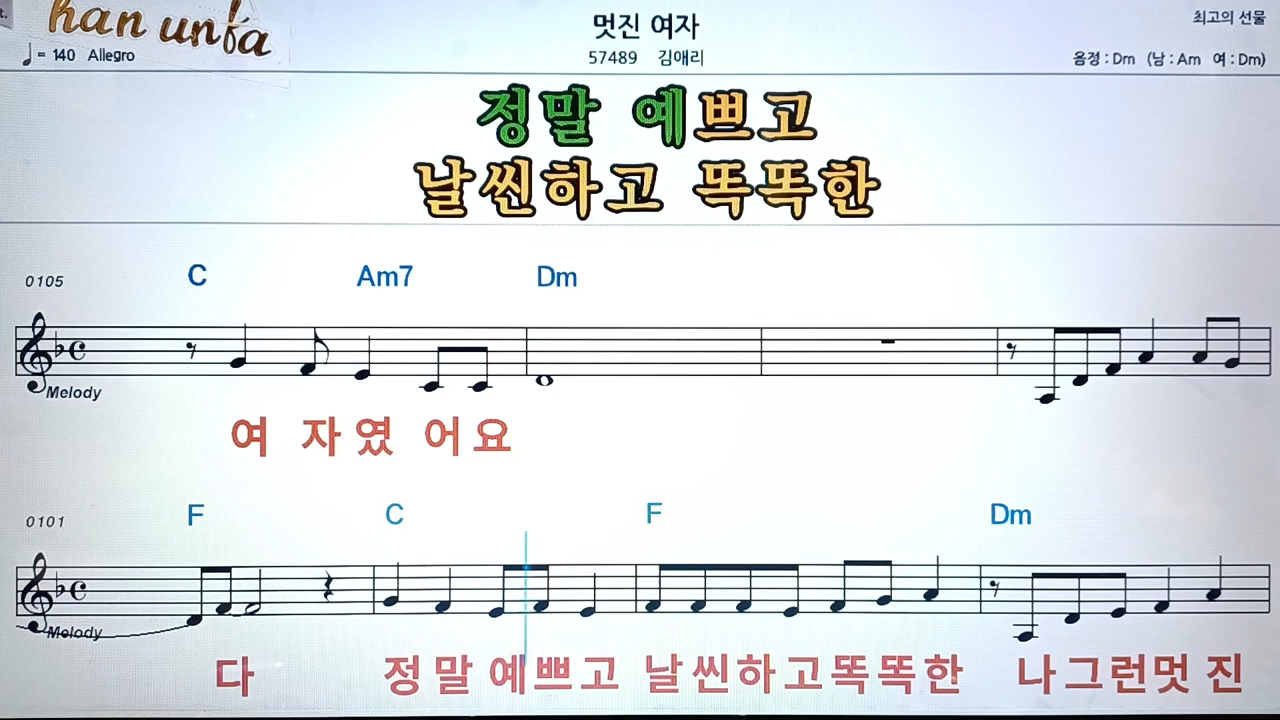 han unfa
멋진 여자
최고의 선물
♩= 140 Allegro
57489 김애리
음정 : Dm (남 : Am 여 : Dm)
정말 예쁘고
날씬하고 똑똑한
0105 C Am7 Dm
Melody
여 자 였 어 요
0101 F C F Dm
Melody
다 정 말 예 쁘 고 날 씬 하 고 똑 똑 한 나 그 런 멋 진